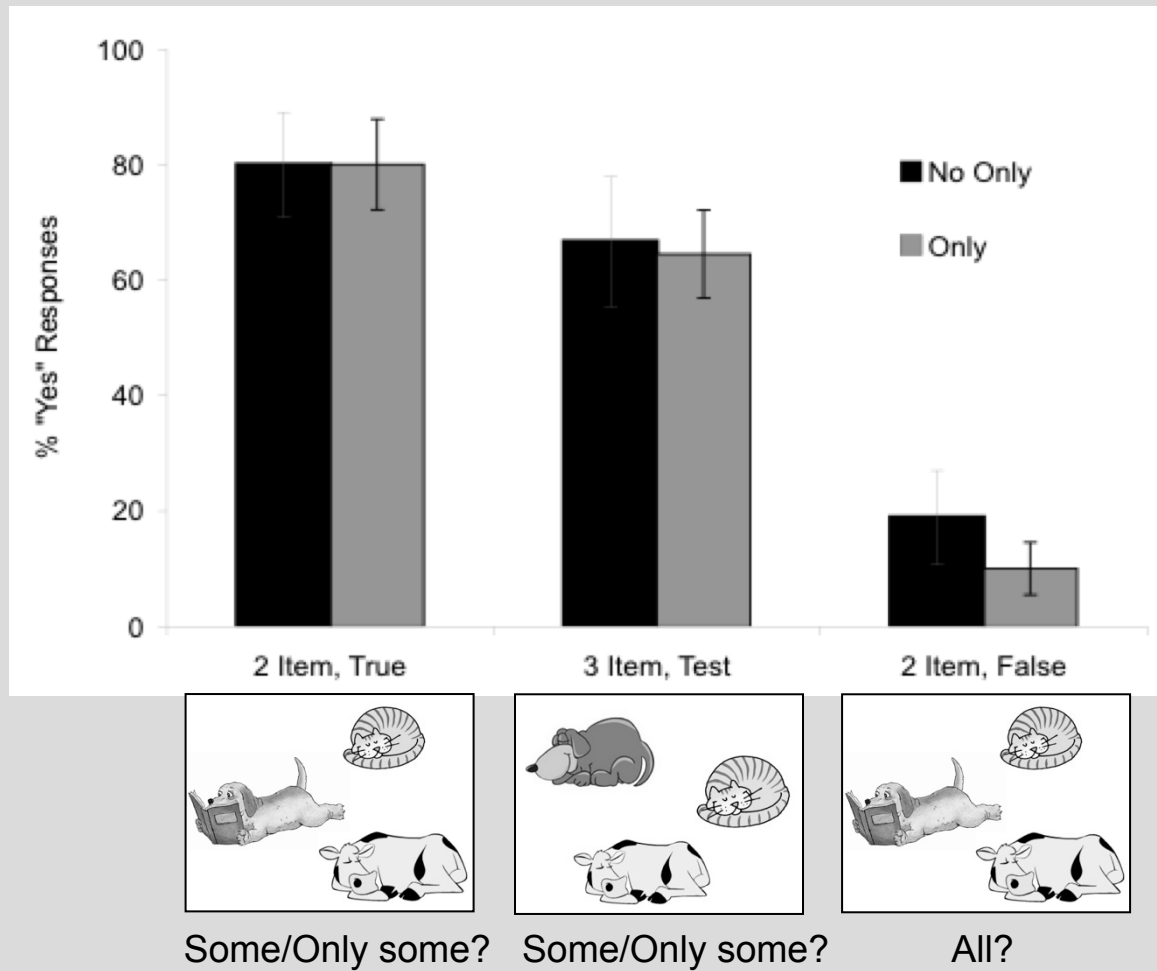 100
80
60
40
20
0
% "Yes" Responses
No Only
Only
2 Item, True 3 Item, Test 2 Item, False
Some/Only some? Some/Only some? All?